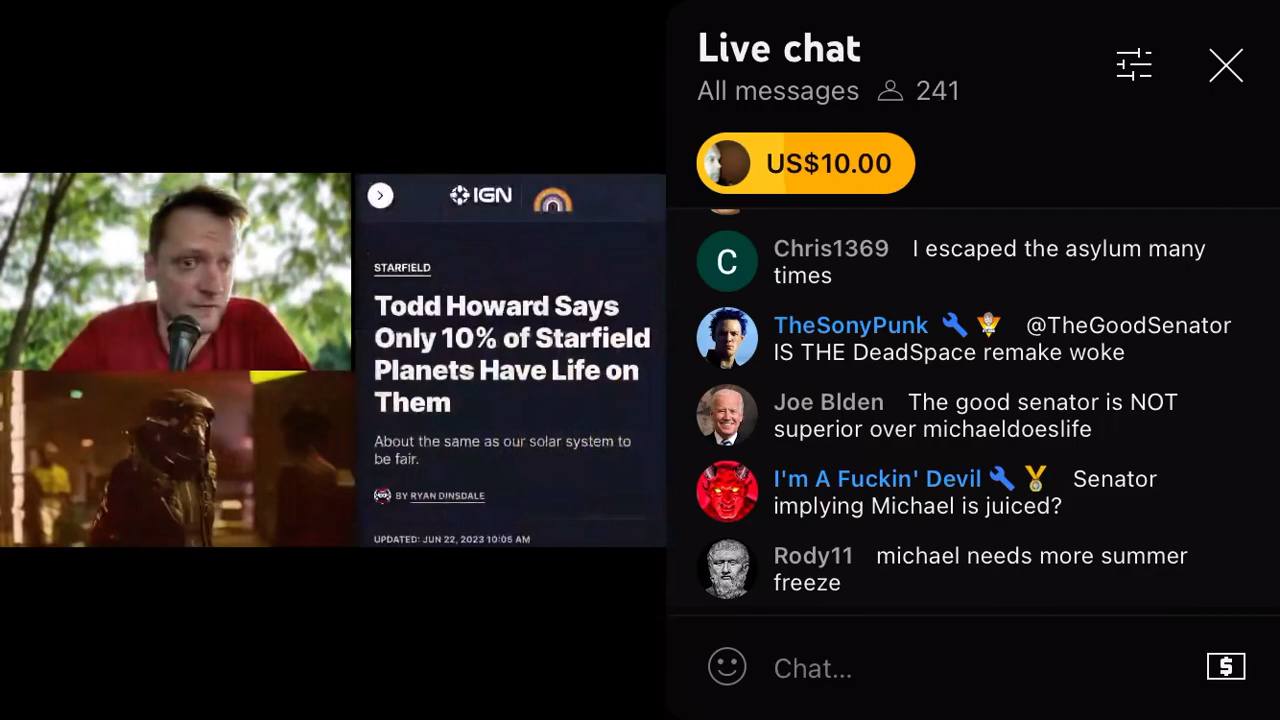 IGN
STARFIELD
Todd Howard Says
Only 10% of Starfield
Planets Have Life on
Them
About the same as our solar system to
be fair.
BY RYAN DINSDALE
UPDATED: JUN 22, 2023 10:05 AM
Live chat
All messages 241
US$10.00
C
Chris1369 I escaped the asylum many
times
TheSonyPunk @TheGoodSenator
IS THE DeadSpace remake woke
Joe Blden The good senator is NOT
superior over michaeldoeslife
I'm A Fuckin' Devil Senator
implying Michael is juiced?
Rody11 michael needs more summer
freeze
Chat...
$